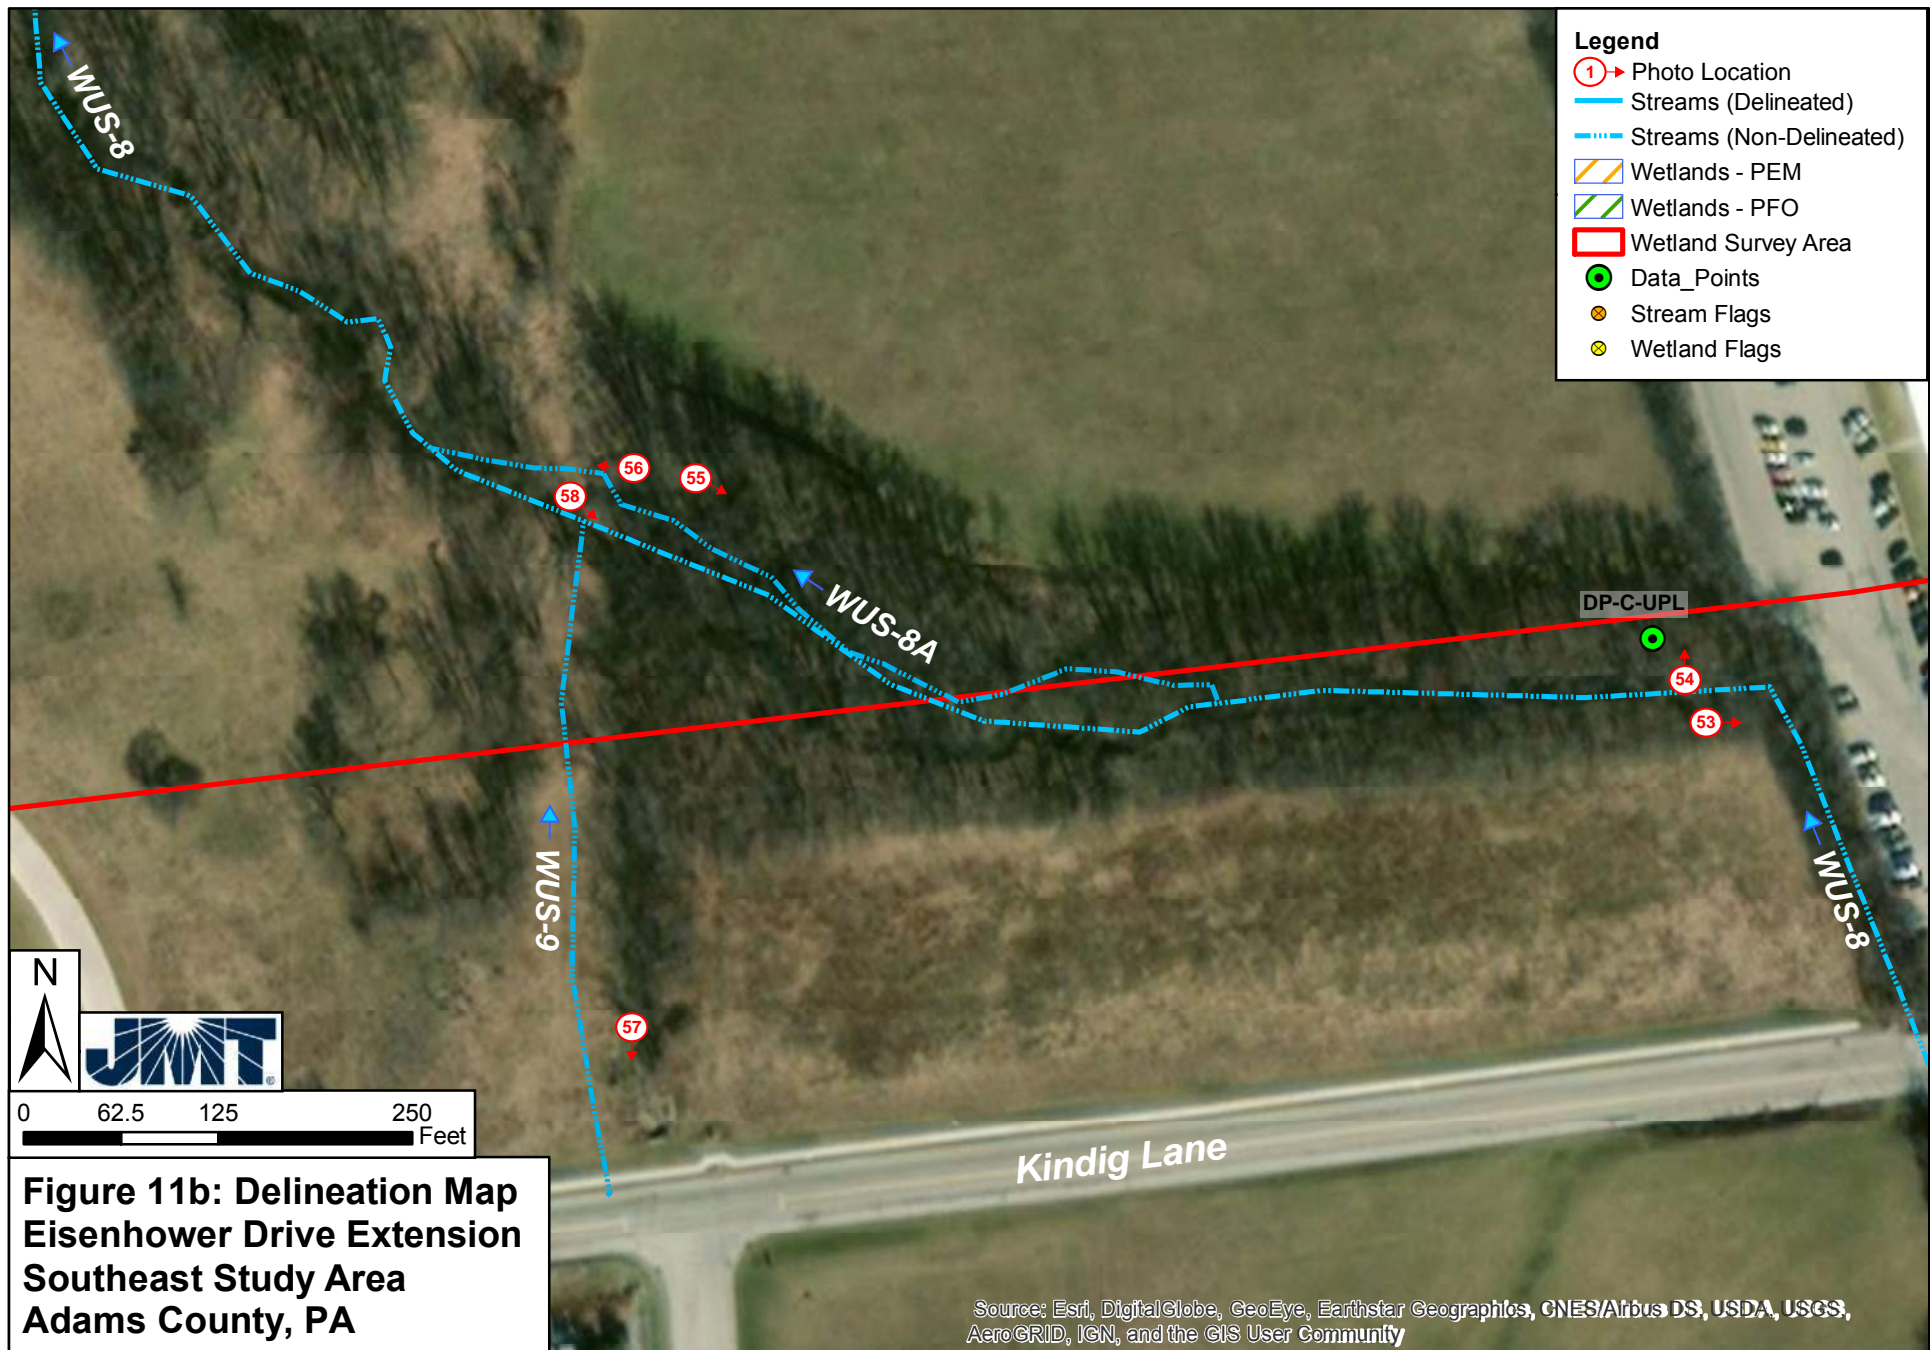 Legend
1 Photo Location
Streams (Delineated)
Streams (Non-Delineated)
Wetlands - PEM
Wetlands - PFO
Wetland Survey Area
Data_Points
Stream Flags
Wetland Flags
WUS-8
56
55
58
WUS-8A
DP-C-UPL
54
53
WUS-9
WUS-8
57
Kindig Lane
N
JMT®
0 62.5 125 250
Feet
Figure 11b: Delineation Map
Eisenhower Drive Extension
Southeast Study Area
Adams County, PA
Source: Esri, DigitalGlobe, GeoEye, Earthstar Geographics, CNES/Airbus DS, USDA, USGS,
AeroGRID, IGN, and the GIS User Community